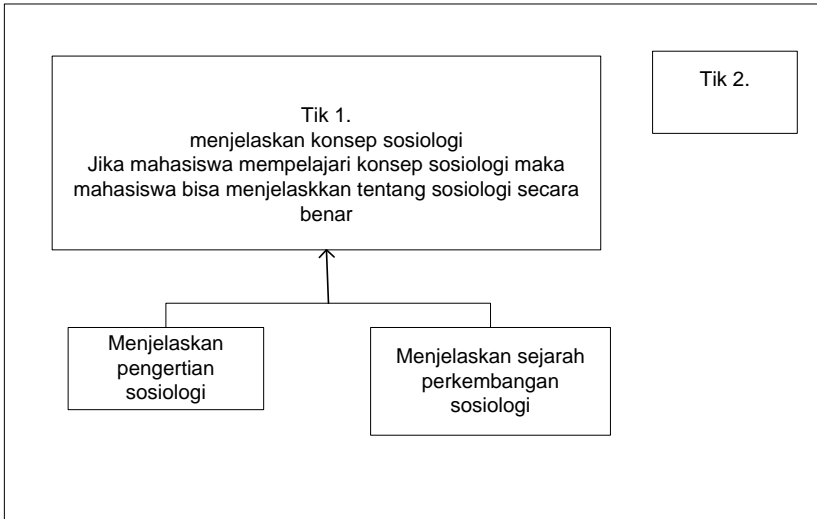 Tik 1.
menjelaskan konsep sosiologi
Jika mahasiswa mempelajari konsep sosiologi maka
mahasiswa bisa menjelaskkan tentang sosiologi secara
benar
Tik 2.
Menjelaskan
pengertian
sosiologi
Menjelaskan sejarah
perkembangan
sosiologi